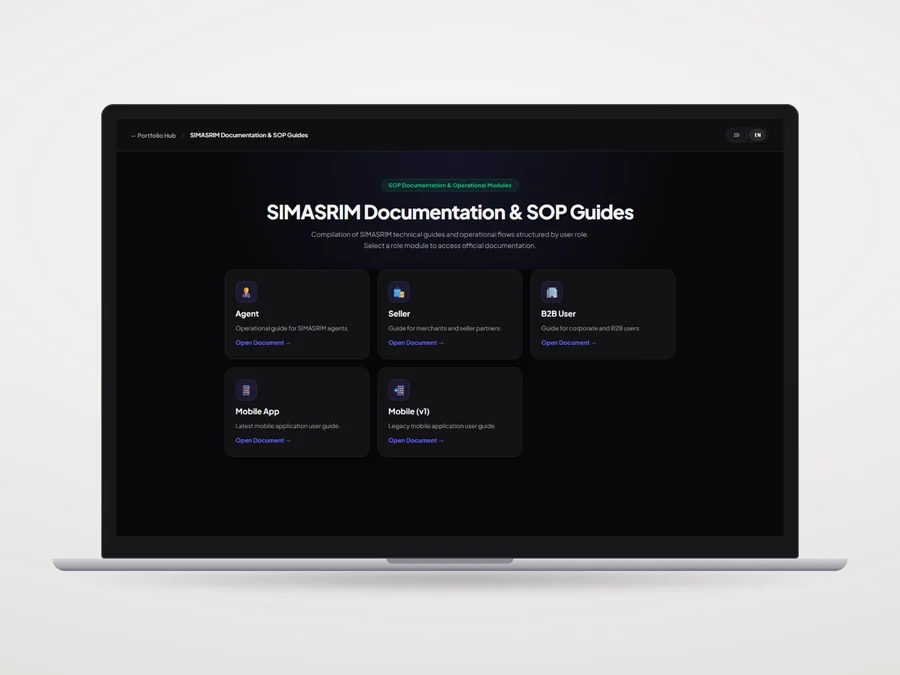 ← Portfolio Hub / SIMASRIM Documentation & SOP Guides
ID EN
SOP Documentation & Operational Modules
SIMASRIM Documentation & SOP Guides
Compilation of SIMASRIM technical guides and operational flows structured by user role.
Select a role module to access official documentation.
Agent
Operational guide for SIMASRIM agents.
Open Document →
Seller
Guide for merchants and seller partners.
Open Document →
B2B User
Guide for corporate and B2B users.
Open Document →
Mobile App
Latest mobile application user guide.
Open Document →
Mobile (v1)
Legacy mobile application user guide.
Open Document →